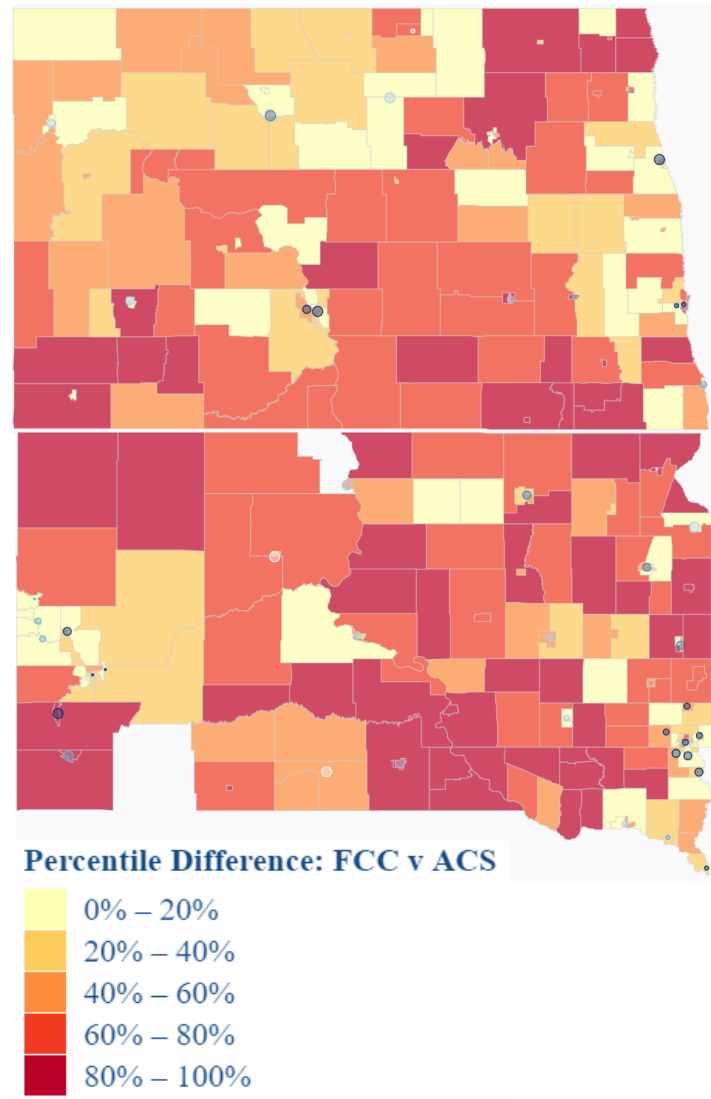 Percentile Difference: FCC v ACS
0% – 20%
20% – 40%
40% – 60%
60% – 80%
80% – 100%